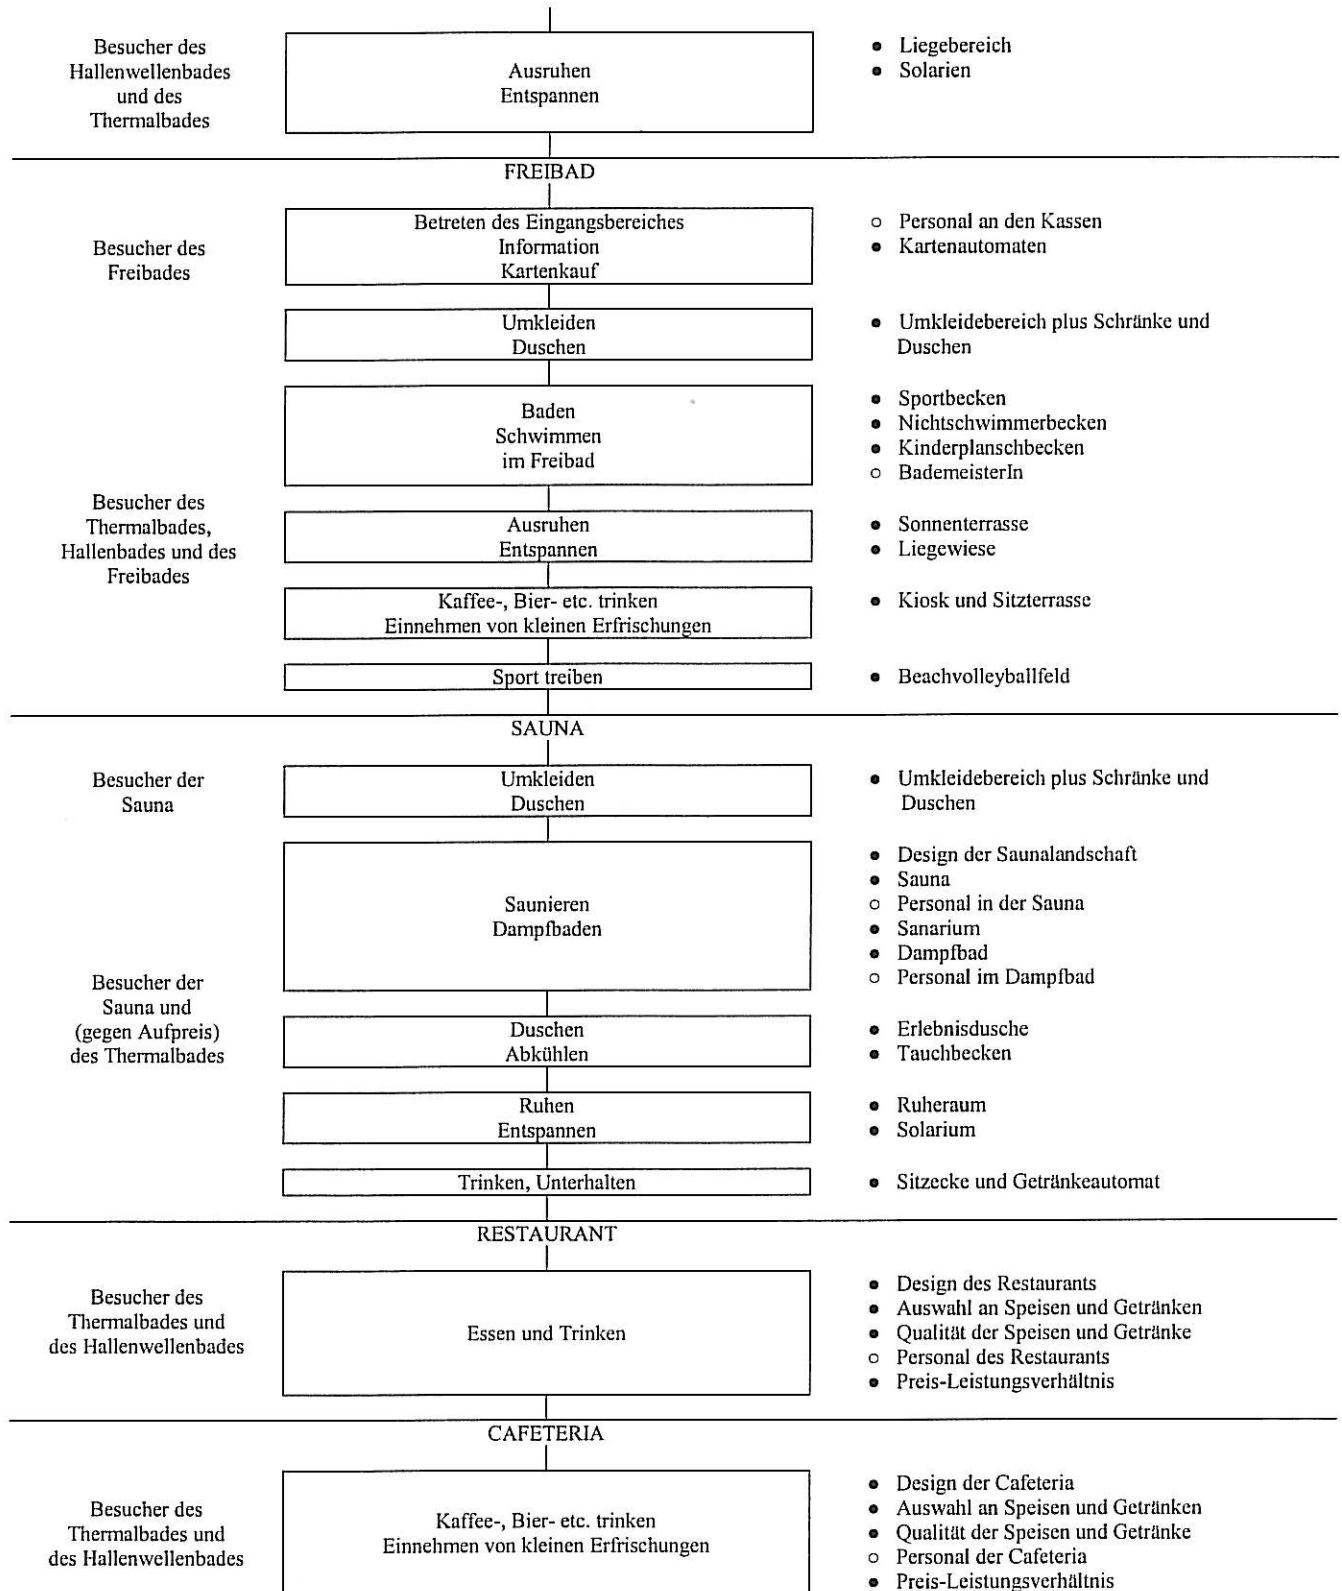 Besucher des
Hallenwellenbades
und des
Thermalbades
Ausruhen
Entspannen
● Liegebereich
● Solarien
FREIBAD
Besucher des
Freibades
Betreten des Eingangsbereiches
Information
Kartenkauf
○ Personal an den Kassen
● Kartenautomaten
Umkleiden
Duschen
● Umkleidebereich plus Schränke und
Duschen
Baden
Schwimmen
im Freibad
● Sportbecken
● Nichtschwimmerbecken
● Kinderplanschbecken
○ BademeisterIn
Besucher des
Thermalbades,
Hallenbades und des
Freibades
Ausruhen
Entspannen
● Sonnenterrasse
● Liegewiese
Kaffee-, Bier- etc. trinken
Einnehmen von kleinen Erfrischungen
● Kiosk und Sitzterrasse
Sport treiben
● Beachvolleyballfeld
SAUNA
Besucher der
Sauna
Umkleiden
Duschen
● Umkleidebereich plus Schränke und
Duschen
Saunieren
Dampfbaden
● Design der Saunalandschaft
● Sauna
○ Personal in der Sauna
● Sanarium
● Dampfbad
○ Personal im Dampfbad
Besucher der
Sauna und
(gegen Aufpreis)
des Thermalbades
Duschen
Abkühlen
● Erlebnisdusche
● Tauchbecken
Ruhen
Entspannen
● Ruheraum
● Solarium
Trinken, Unterhalten
● Sitzecke und Getränkeautomat
RESTAURANT
Besucher des
Thermalbades und
des Hallenwellenbades
Essen und Trinken
● Design des Restaurants
● Auswahl an Speisen und Getränken
● Qualität der Speisen und Getränke
○ Personal des Restaurants
● Preis-Leistungsverhältnis
CAFETERIA
Besucher des
Thermalbades und
des Hallenwellenbades
Kaffee-, Bier- etc. trinken
Einnehmen von kleinen Erfrischungen
● Design der Cafeteria
● Auswahl an Speisen und Getränken
● Qualität der Speisen und Getränke
○ Personal der Cafeteria
● Preis-Leistungsverhältnis